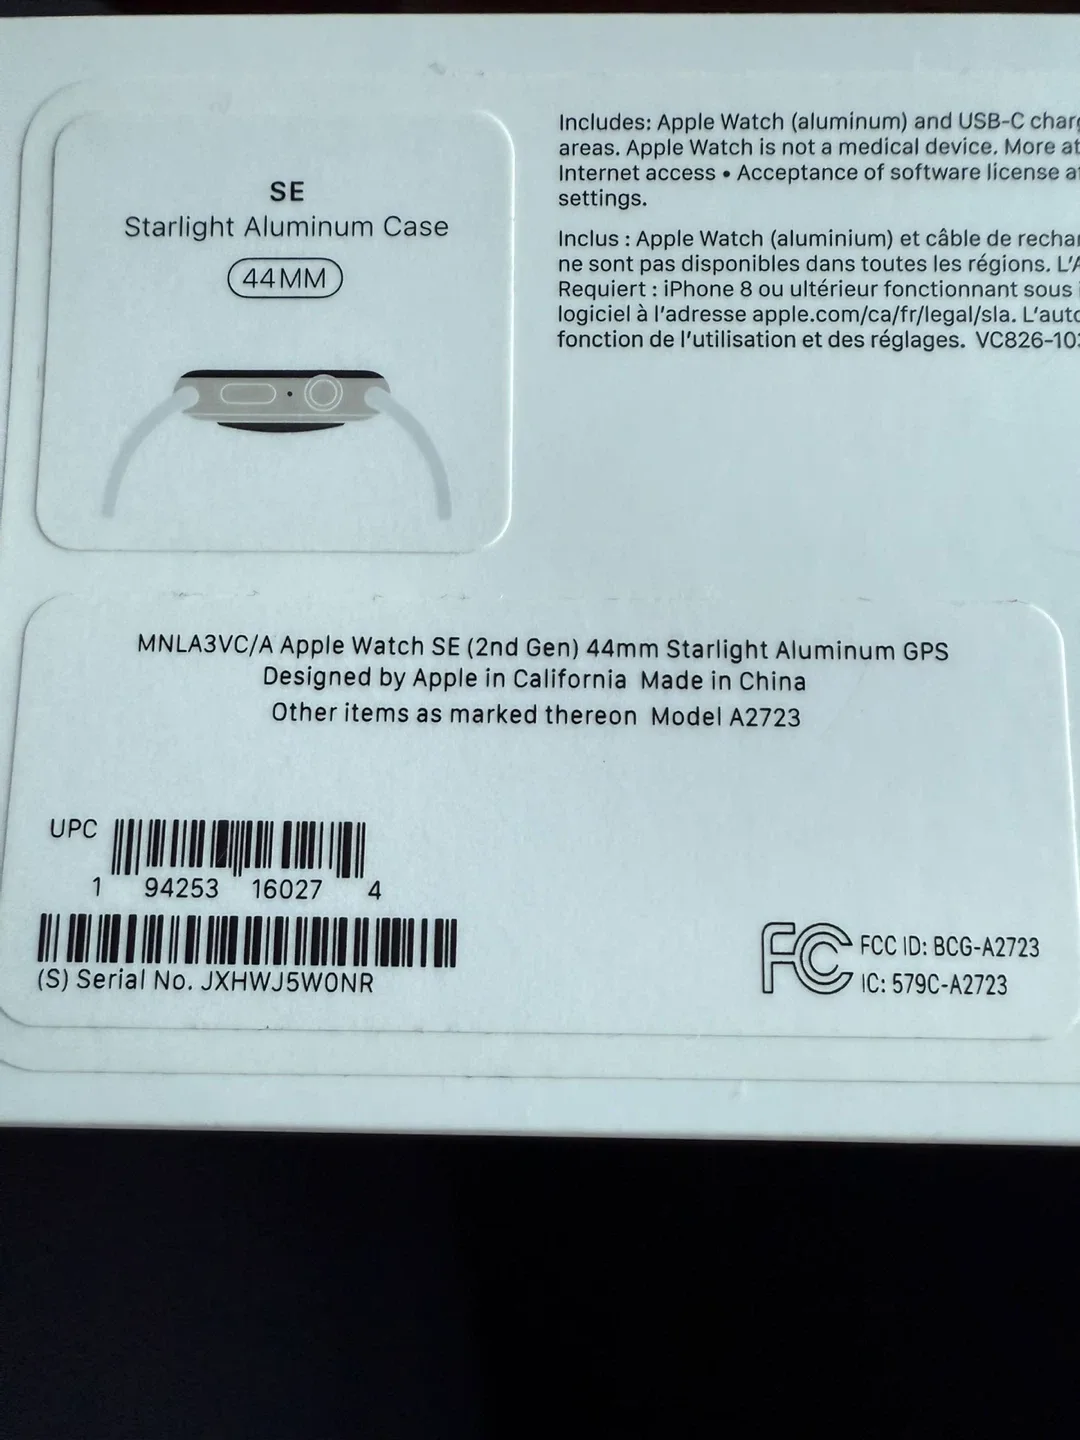 SE
Starlight Aluminum Case
44MM
Includes: Apple Watch (aluminum) and USB-C
areas. Apple Watch is not a medical device. More at
Internet access • Acceptance of software license
settings.
Inclus : Apple Watch (aluminium) et câble de
ne sont pas disponibles dans toutes les régions.
Requiert : iPhone 8 ou ultérieur fonctionnant sous
logiciel à l'adresse apple.com/ca/fr/legal/sla.
fonction de l'utilisation et des réglages.
MNLA3VC/A Apple Watch SE (2nd Gen) 44mm Starlight Aluminum GPS
Designed by Apple in California Made in China
Other items as marked thereon Model A2723
UPC
1 94253 16027 4
(S) Serial No. JXHWJ5W0NR
FC FCC ID: BCG-A2723
IC: 579C-A2723